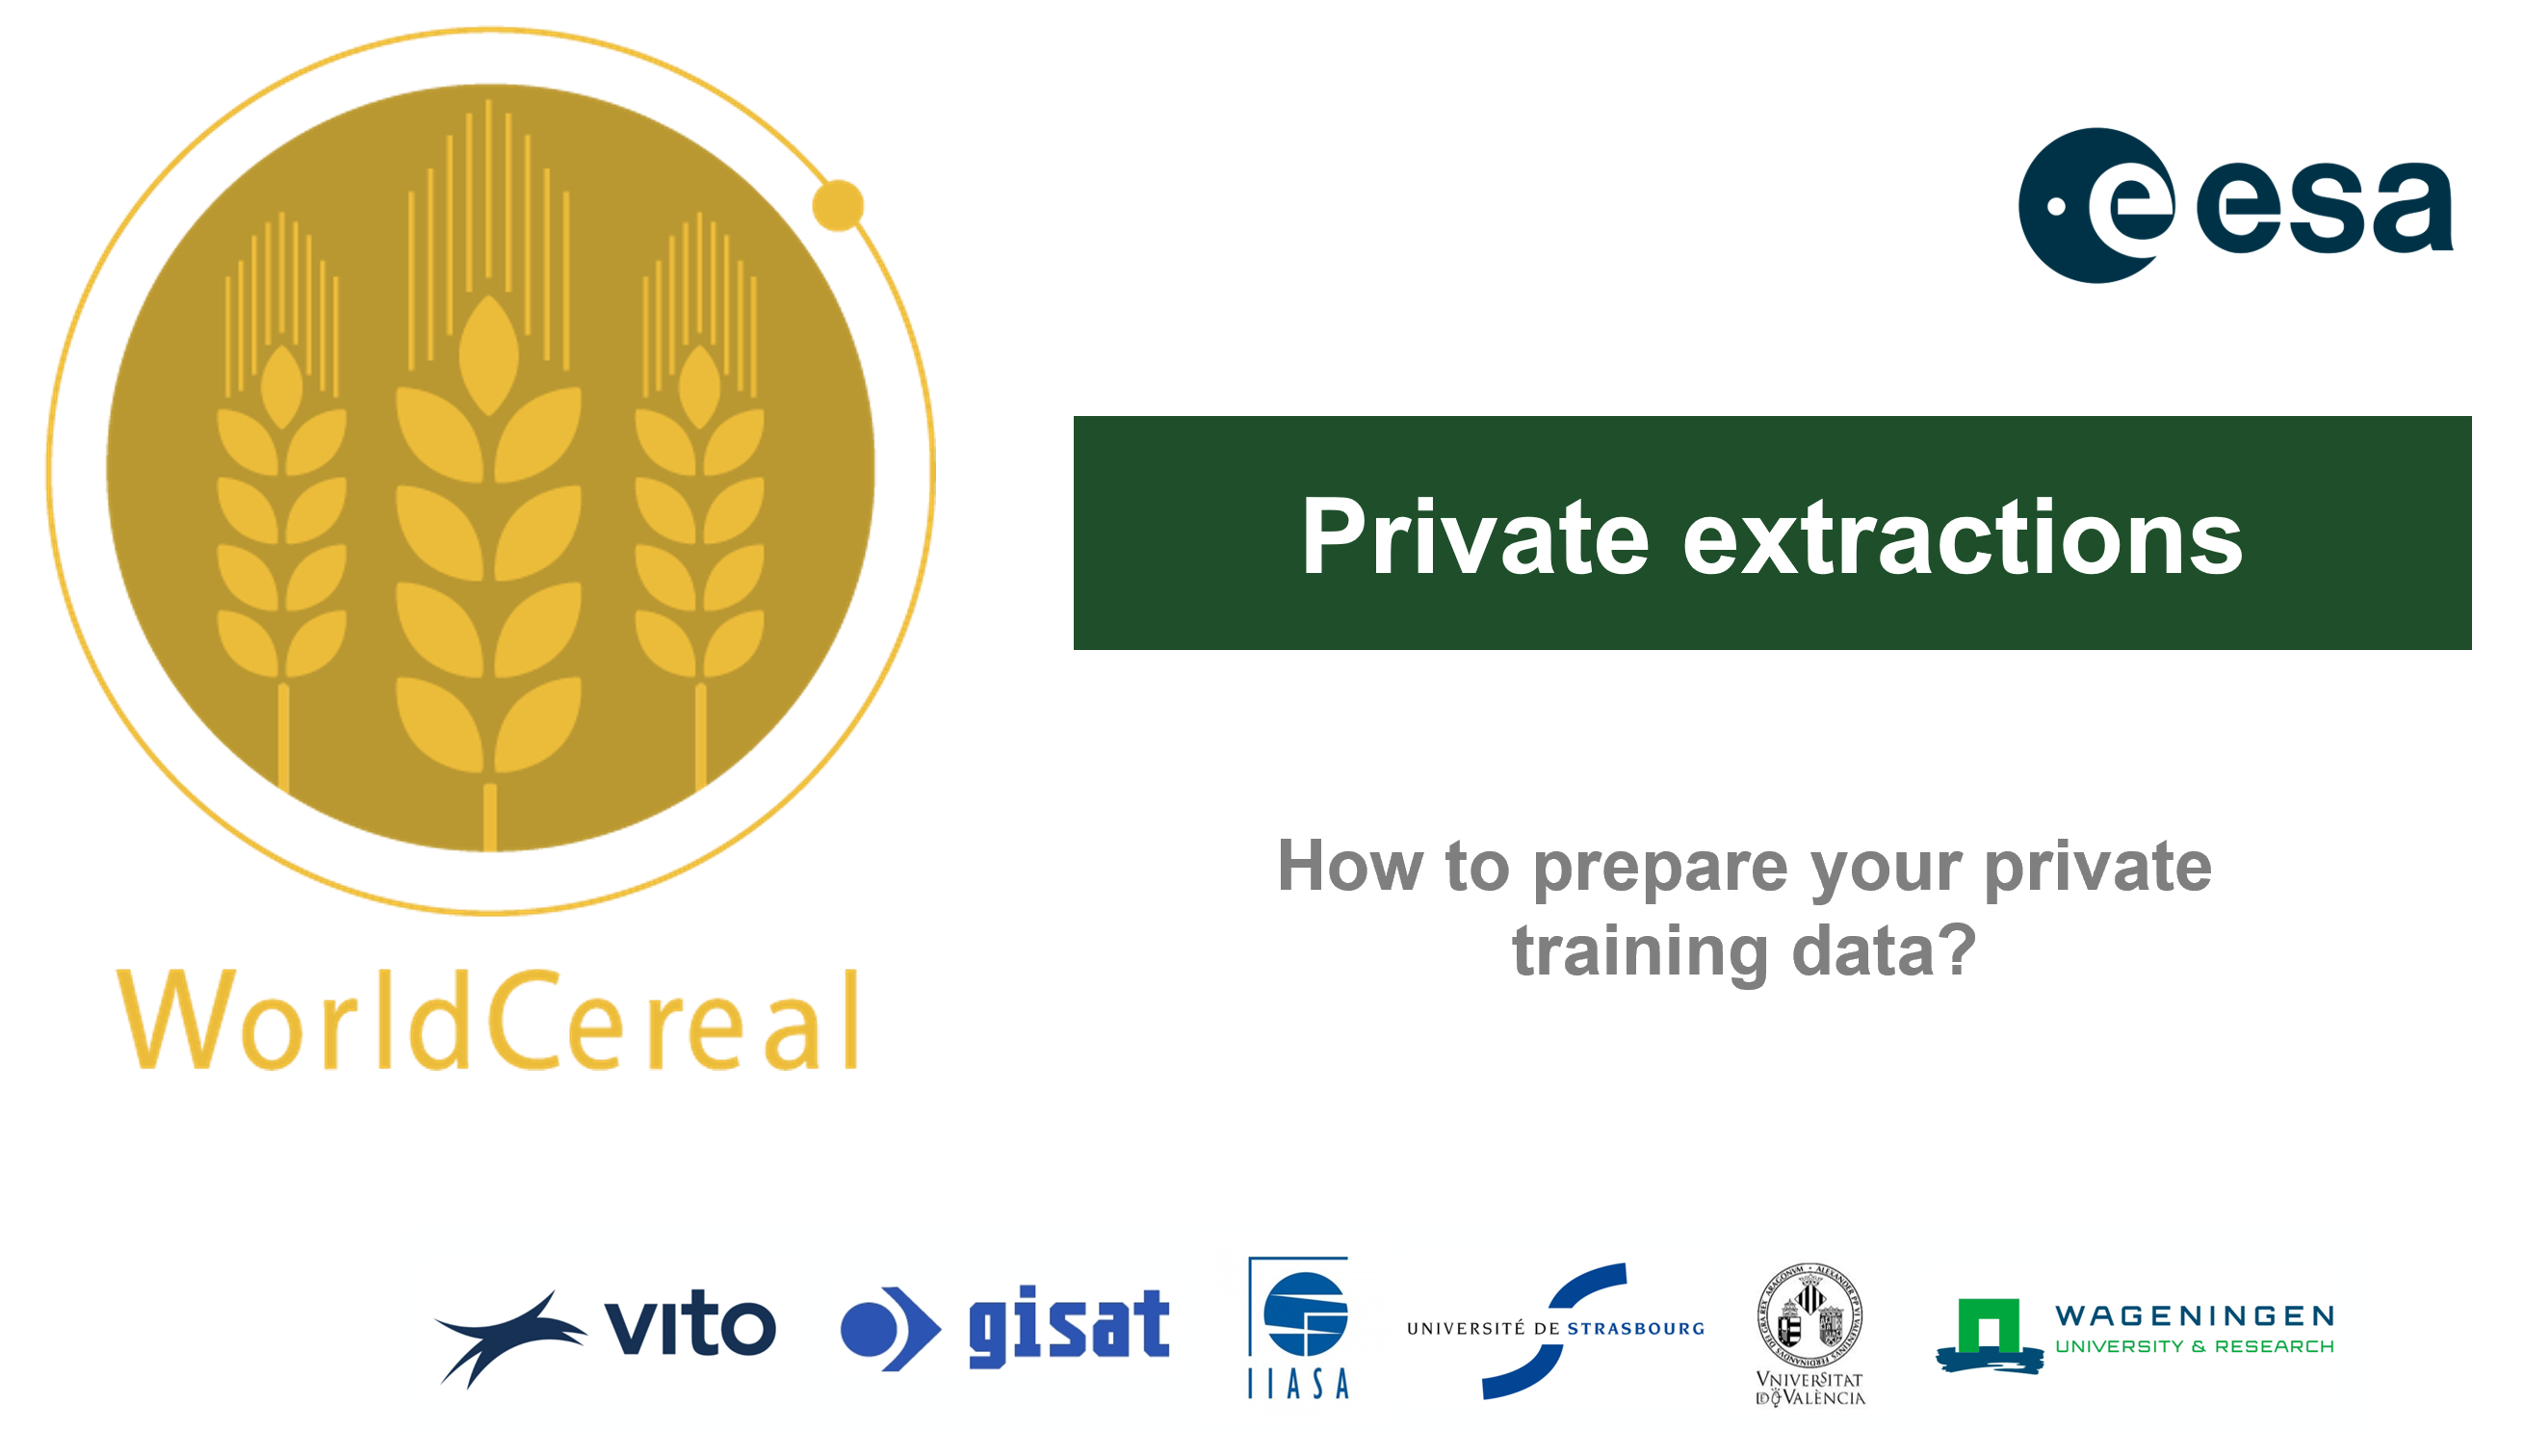 esa
Private extractions
How to prepare your private
training data?
WorldCereal
vito
gisat
IIASA
UNIVERSITÉ DE STRASBOURG
VNIVERSITAT
DE VALÈNCIA
WAGENINGEN
UNIVERSITY & RESEARCH